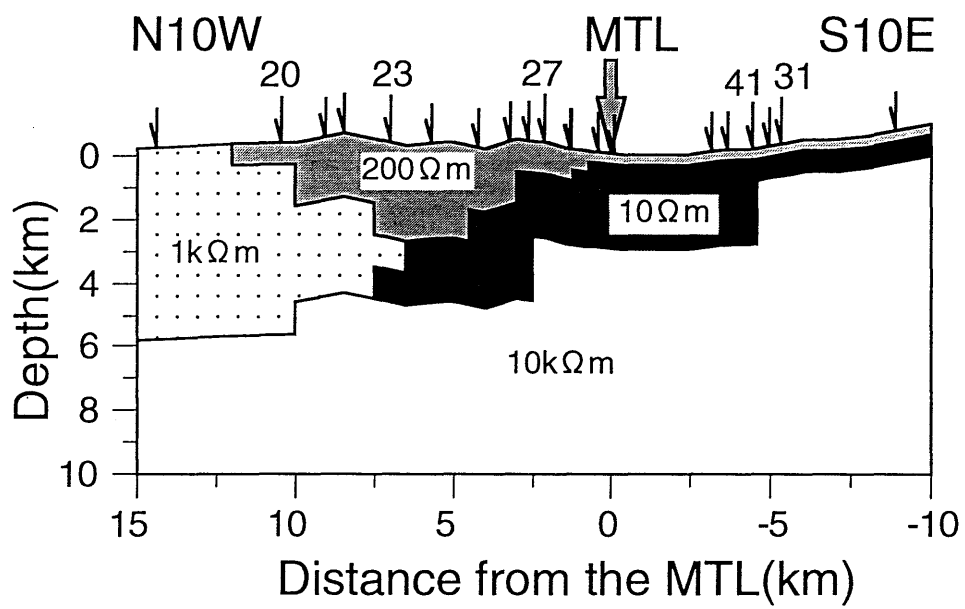 N10W MTL S10E
20 23 27 41 31
0
2
4
6
8
10
Depth(km)
200Ωm
10Ωm
1kΩm
10kΩm
15 10 5 0 -5 -10
Distance from the MTL(km)